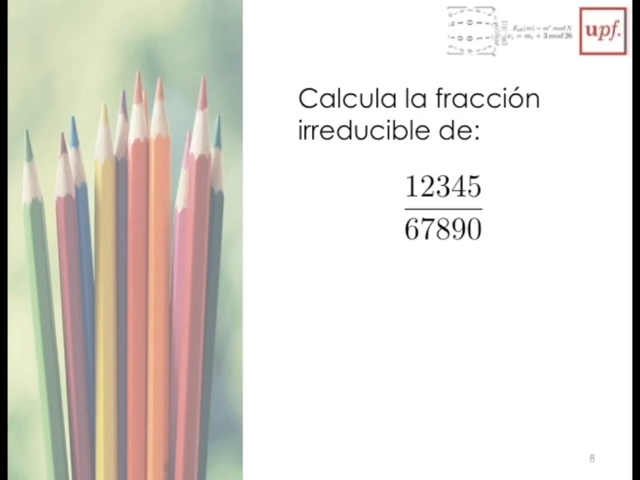 upf.
Calcula la fracción
irreducible de:
12345
67890
8